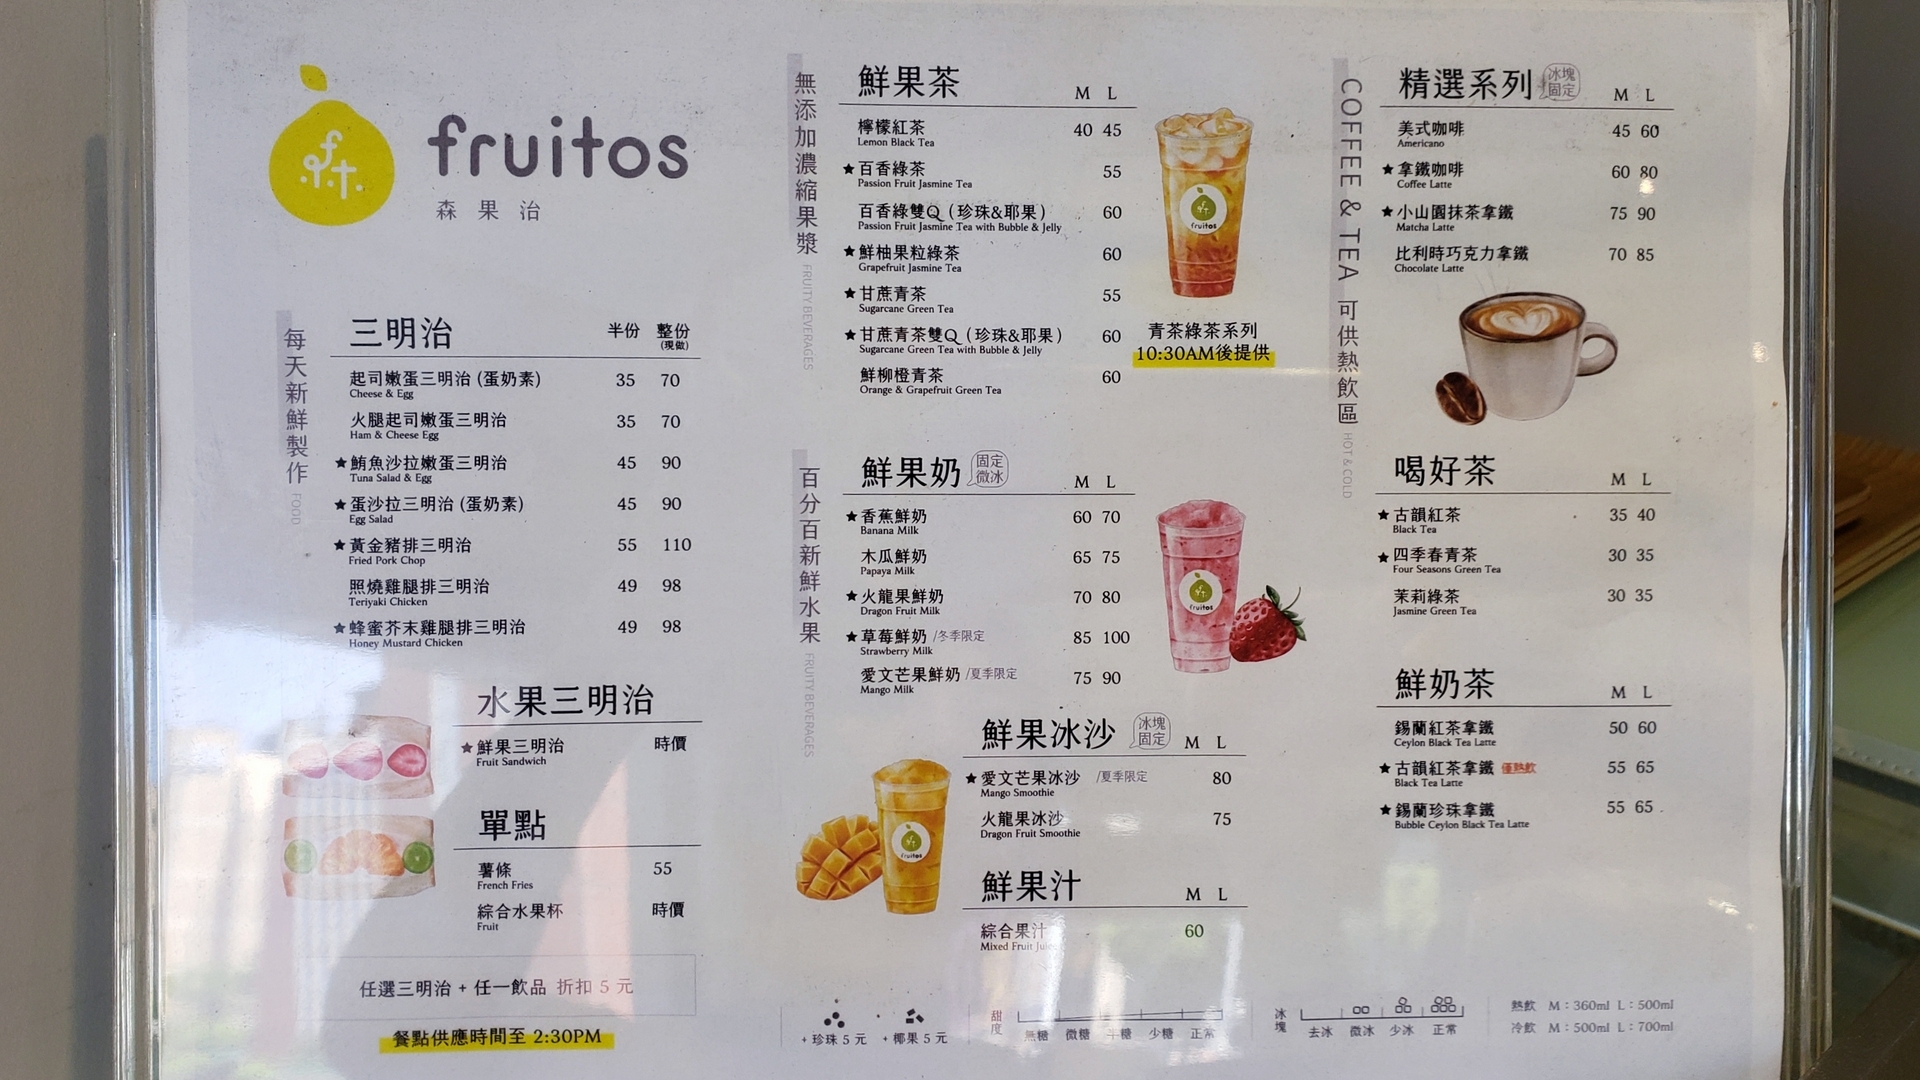 fruitos
森果治
每天新鮮製作 FOOD
三明治 半份 整份
(現做)
起司嫩蛋三明治 (蛋奶素) 35 70
Cheese & Egg
火腿起司嫩蛋三明治 35 70
Ham & Cheese Egg
★鮪魚沙拉嫩蛋三明治 45 90
Tuna Salad & Egg
★蛋沙拉三明治 (蛋奶素) 45 90
Egg Salad
★黃金豬排三明治 55 110
Fried Pork Chop
照燒雞腿排三明治 49 98
Teriyaki Chicken
★蜂蜜芥末雞腿排三明治 49 98
Honey Mustard Chicken
水果三明治
★鮮果三明治 時價
Fruit Sandwich
單點
薯條 55
French Fries
綜合水果杯 時價
Fruit
任選三明治 + 任一飲品 折扣 5 元
餐點供應時間至 2:30PM
無添加濃縮果漿 FRUITY BEVERAGES
鮮果茶 M L
檸檬紅茶 40 45
Lemon Black Tea
★百香綠茶 55
Passion Fruit Jasmine Tea
百香綠雙Q (珍珠&耶果) 60
Passion Fruit Jasmine Tea with Bubble & Jelly
★鮮柚果粒綠茶 60
Grapefruit Jasmine Tea
★甘蔗青茶 55
Sugarcane Green Tea
★甘蔗青茶雙Q (珍珠&耶果) 60
Sugarcane Green Tea with Bubble & Jelly
鮮柳橙青茶 60
Orange & Grapefruit Green Tea
fruitos
青茶綠茶系列
10:30AM後提供
百分百新鮮水果 FRUITY BEVERAGES
鮮果奶 固定微冰 M L
★香蕉鮮奶 60 70
Banana Milk
木瓜鮮奶 65 75
Papaya Milk
★火龍果鮮奶 70 80
Dragon Fruit Milk
★草莓鮮奶 /冬季限定 85 100
Strawberry Milk
愛文芒果鮮奶 /夏季限定 75 90
Mango Milk
fruitos
鮮果冰沙 冰塊固定 M L
★愛文芒果冰沙 /夏季限定 80
Mango Smoothie
火龍果冰沙 75
Dragon Fruit Smoothie
fruitos
鮮果汁 M L
綜合果汁 60
Mixed Fruit Juice
COFFEE & TEA 可供熱飲區 HOT & COLD
精選系列 冰塊固定 M L
美式咖啡 45 60
Americano
★拿鐵咖啡 60 80
Coffee Latte
★小山園抹茶拿鐵 75 90
Matcha Latte
比利時巧克力拿鐵 70 85
Chocolate Latte
喝好茶 M L
★古韻紅茶 35 40
Black Tea
★四季春青茶 30 35
Four Seasons Green Tea
茉莉綠茶 30 35
Jasmine Green Tea
鮮奶茶 M L
錫蘭紅茶拿鐵 50 60
Ceylon Black Tea Latte
★古韻紅茶拿鐵 僅熱飲 55 65
Black Tea Latte
★錫蘭珍珠拿鐵 55 65
Bubble Ceylon Black Tea Latte
+ 珍珠 5 元 + 椰果 5 元
甜度 無糖 微糖 半糖 少糖 正常
冰塊 去冰 微冰 少冰 正常
熱飲 M：360ml L：500ml
冷飲 M：500ml L：700ml